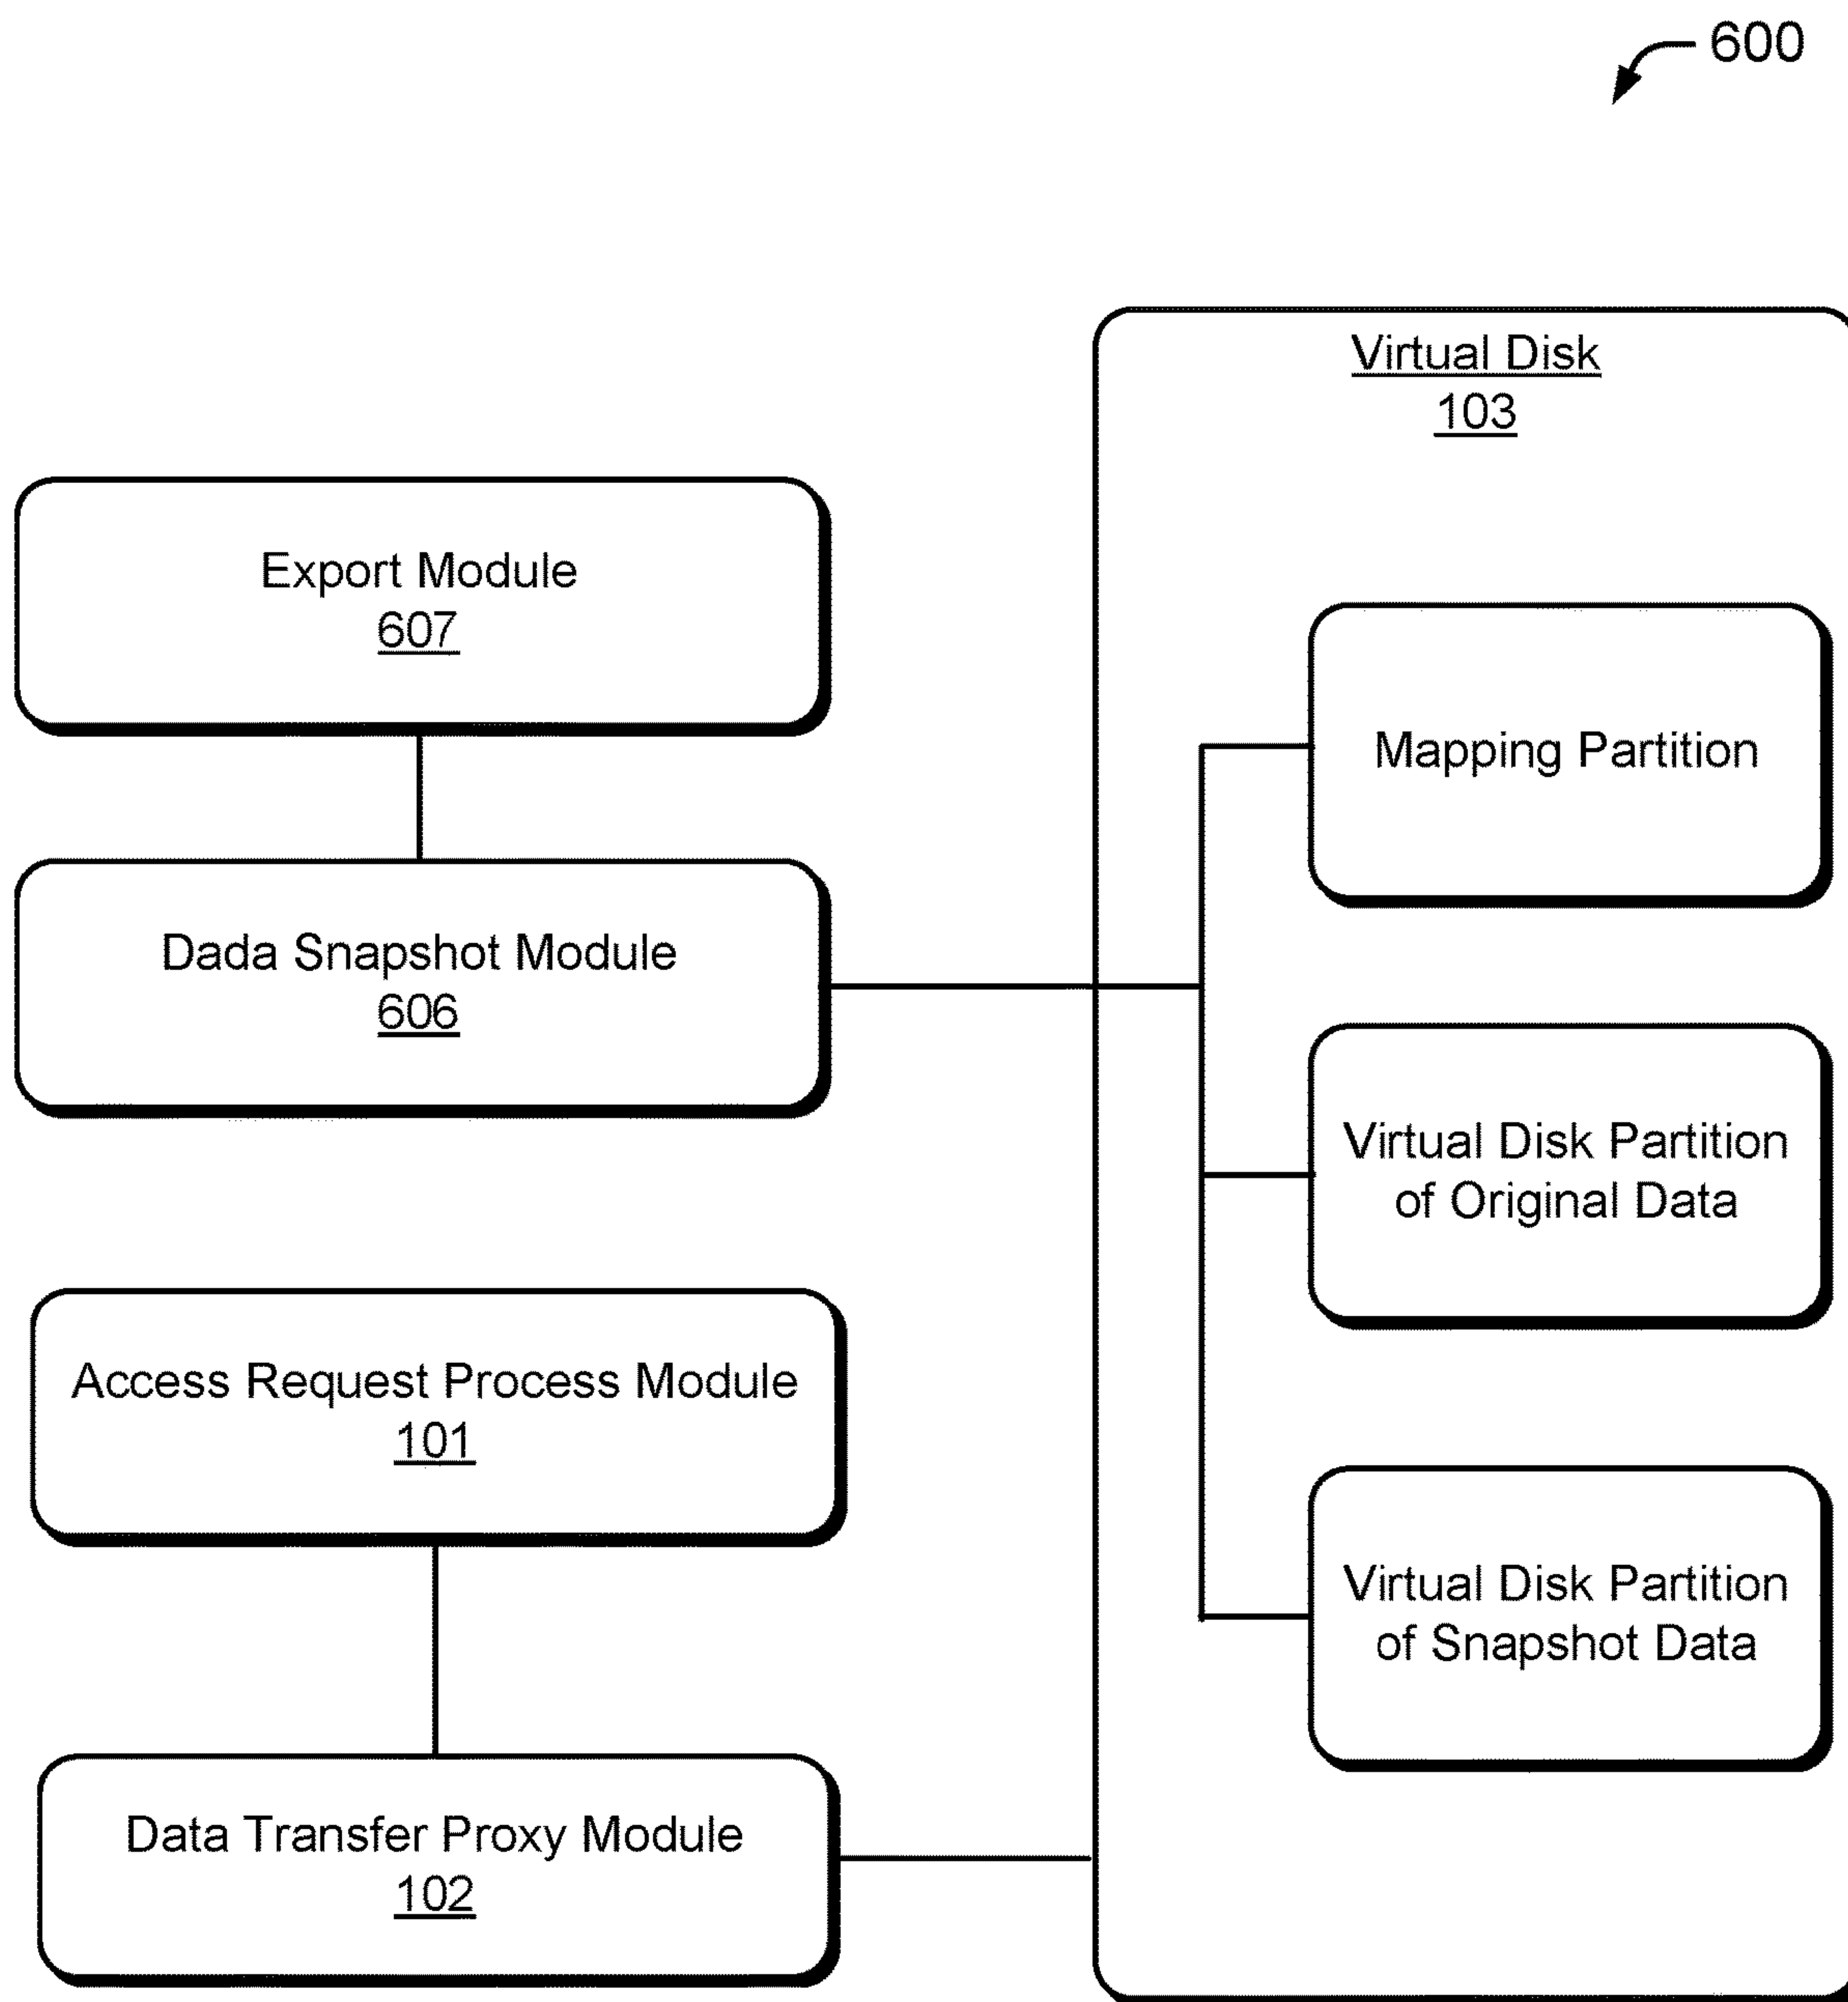 600
Virtual Disk
103
Export Module
607
Mapping Partition
Dada Snapshot Module
606
Virtual Disk Partition
of Original Data
Access Request Process Module
101
Virtual Disk Partition
of Snapshot Data
Data Transfer Proxy Module
102